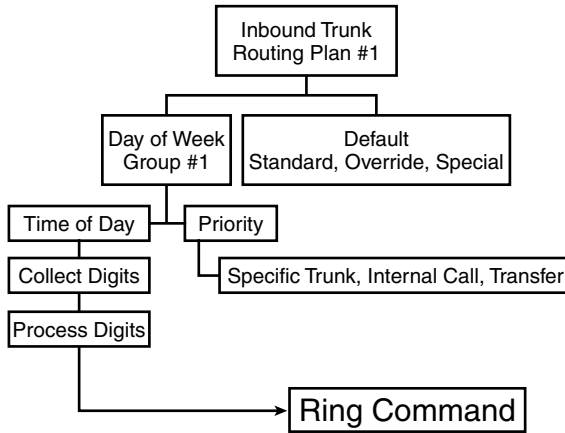 Inbound Trunk
Routing Plan #1
Day of Week
Group #1
Default
Standard, Override, Special
Time of Day
Priority
Collect Digits
Specific Trunk, Internal Call, Transfer
Process Digits
Ring Command